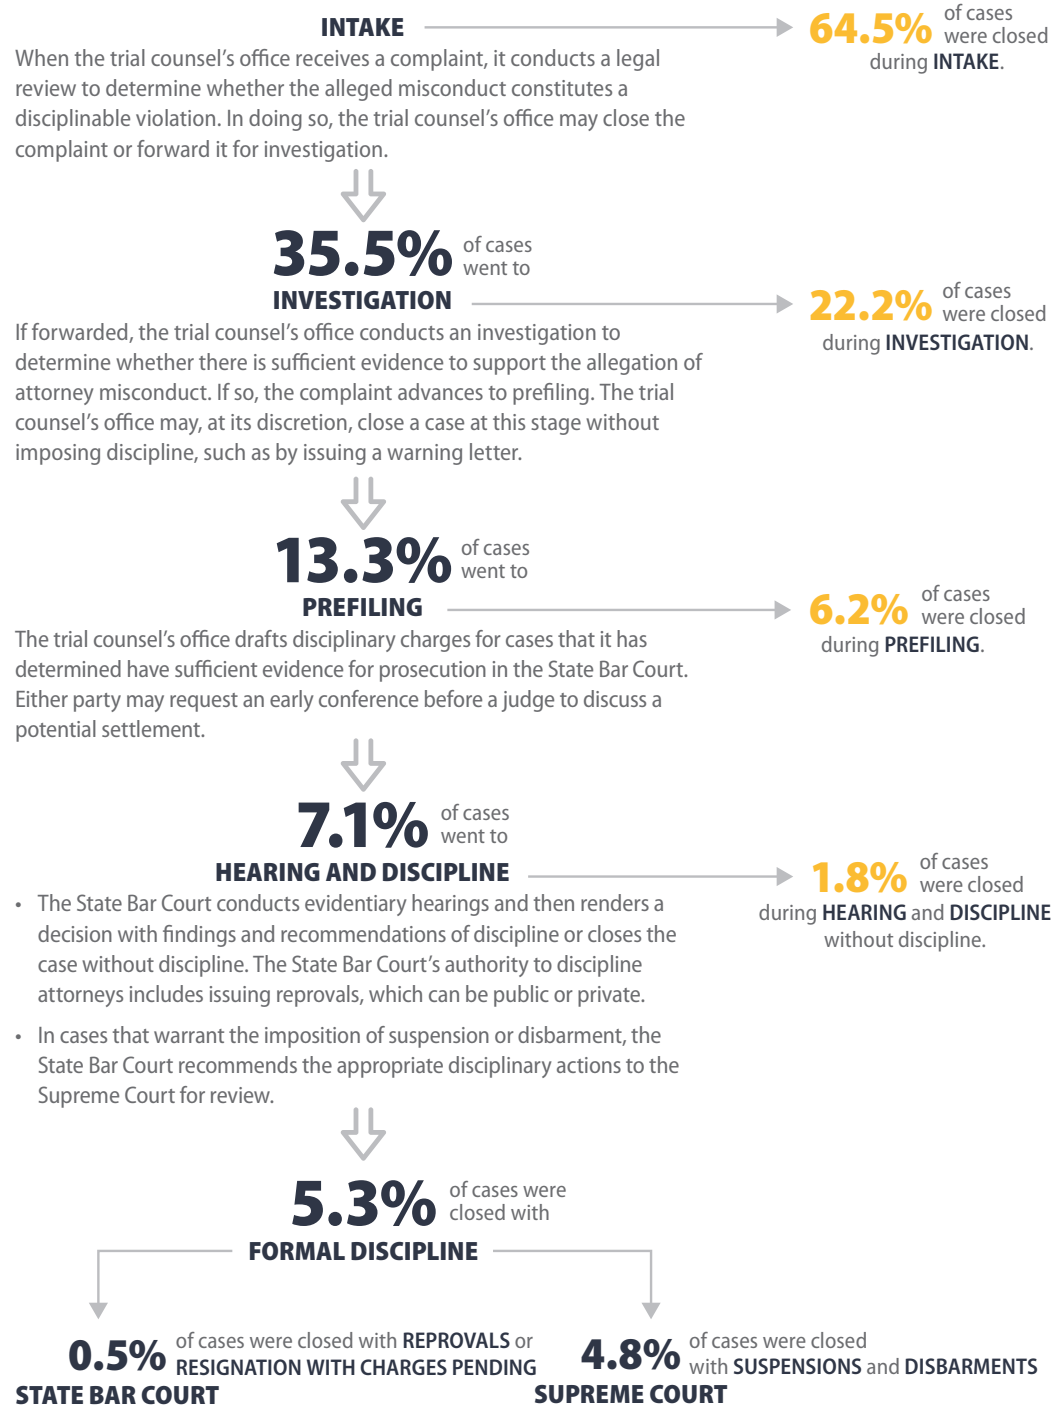 INTAKE
64.5% of cases
were closed
during INTAKE.
When the trial counsel’s office receives a complaint, it conducts a legal
review to determine whether the alleged misconduct constitutes a
disciplinable violation. In doing so, the trial counsel’s office may close the
complaint or forward it for investigation.
35.5% of cases
went to
INVESTIGATION
22.2% of cases
were closed
during INVESTIGATION.
If forwarded, the trial counsel’s office conducts an investigation to
determine whether there is sufficient evidence to support the allegation of
attorney misconduct. If so, the complaint advances to prefiling. The trial
counsel’s office may, at its discretion, close a case at this stage without
imposing discipline, such as by issuing a warning letter.
13.3% of cases
went to
PREFILING
6.2% of cases
were closed
during PREFILING.
The trial counsel’s office drafts disciplinary charges for cases that it has
determined have sufficient evidence for prosecution in the State Bar Court.
Either party may request an early conference before a judge to discuss a
potential settlement.
7.1% of cases
went to
HEARING AND DISCIPLINE
1.8% of cases
were closed
during HEARING and DISCIPLINE
without discipline.
• The State Bar Court conducts evidentiary hearings and then renders a
decision with findings and recommendations of discipline or closes the
case without discipline. The State Bar Court’s authority to discipline
attorneys includes issuing reprovals, which can be public or private.
• In cases that warrant the imposition of suspension or disbarment, the
State Bar Court recommends the appropriate disciplinary actions to the
Supreme Court for review.
5.3% of cases were
closed with
FORMAL DISCIPLINE
0.5% of cases were closed with REPROVALS or
RESIGNATION WITH CHARGES PENDING
STATE BAR COURT
4.8% of cases were closed
with SUSPENSIONS and DISBARMENTS
SUPREME COURT